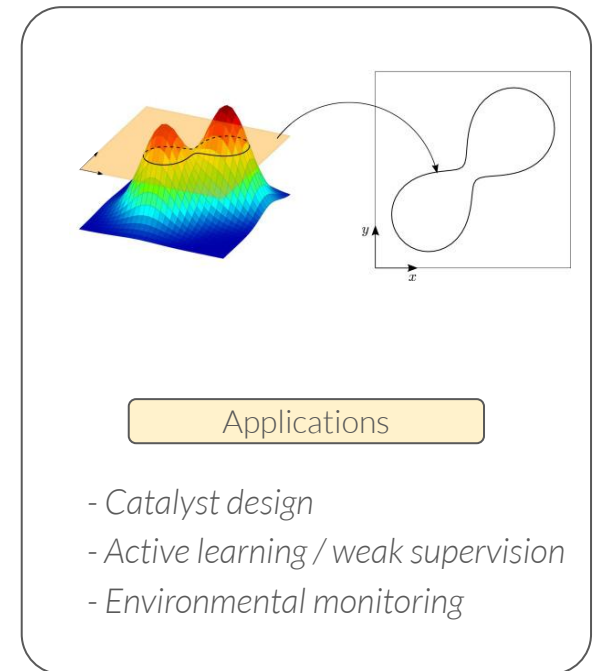 y
x
Applications
- Catalyst design
- Active learning / weak supervision
- Environmental monitoring